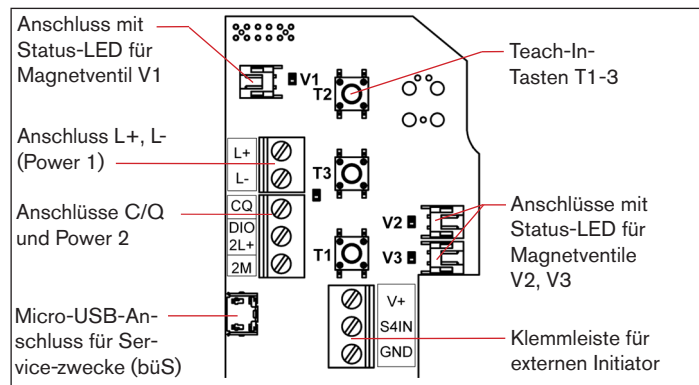 Anschluss mit
Status-LED für
Magnetventil V1
Anschluss L+, L-
(Power 1)
Anschlüsse C/Q
und Power 2
Micro-USB-An-
schluss für Ser-
vice-zwecke (büS)
V1
T2
L+
L-
T3
CQ
DIO
2L+
2M
T1
V2
V3
V+
S4IN
GND
Teach-In-
Tasten T1-3
Anschlüsse mit
Status-LED für
Magnetventile
V2, V3
Klemmleiste für
externen Initiator